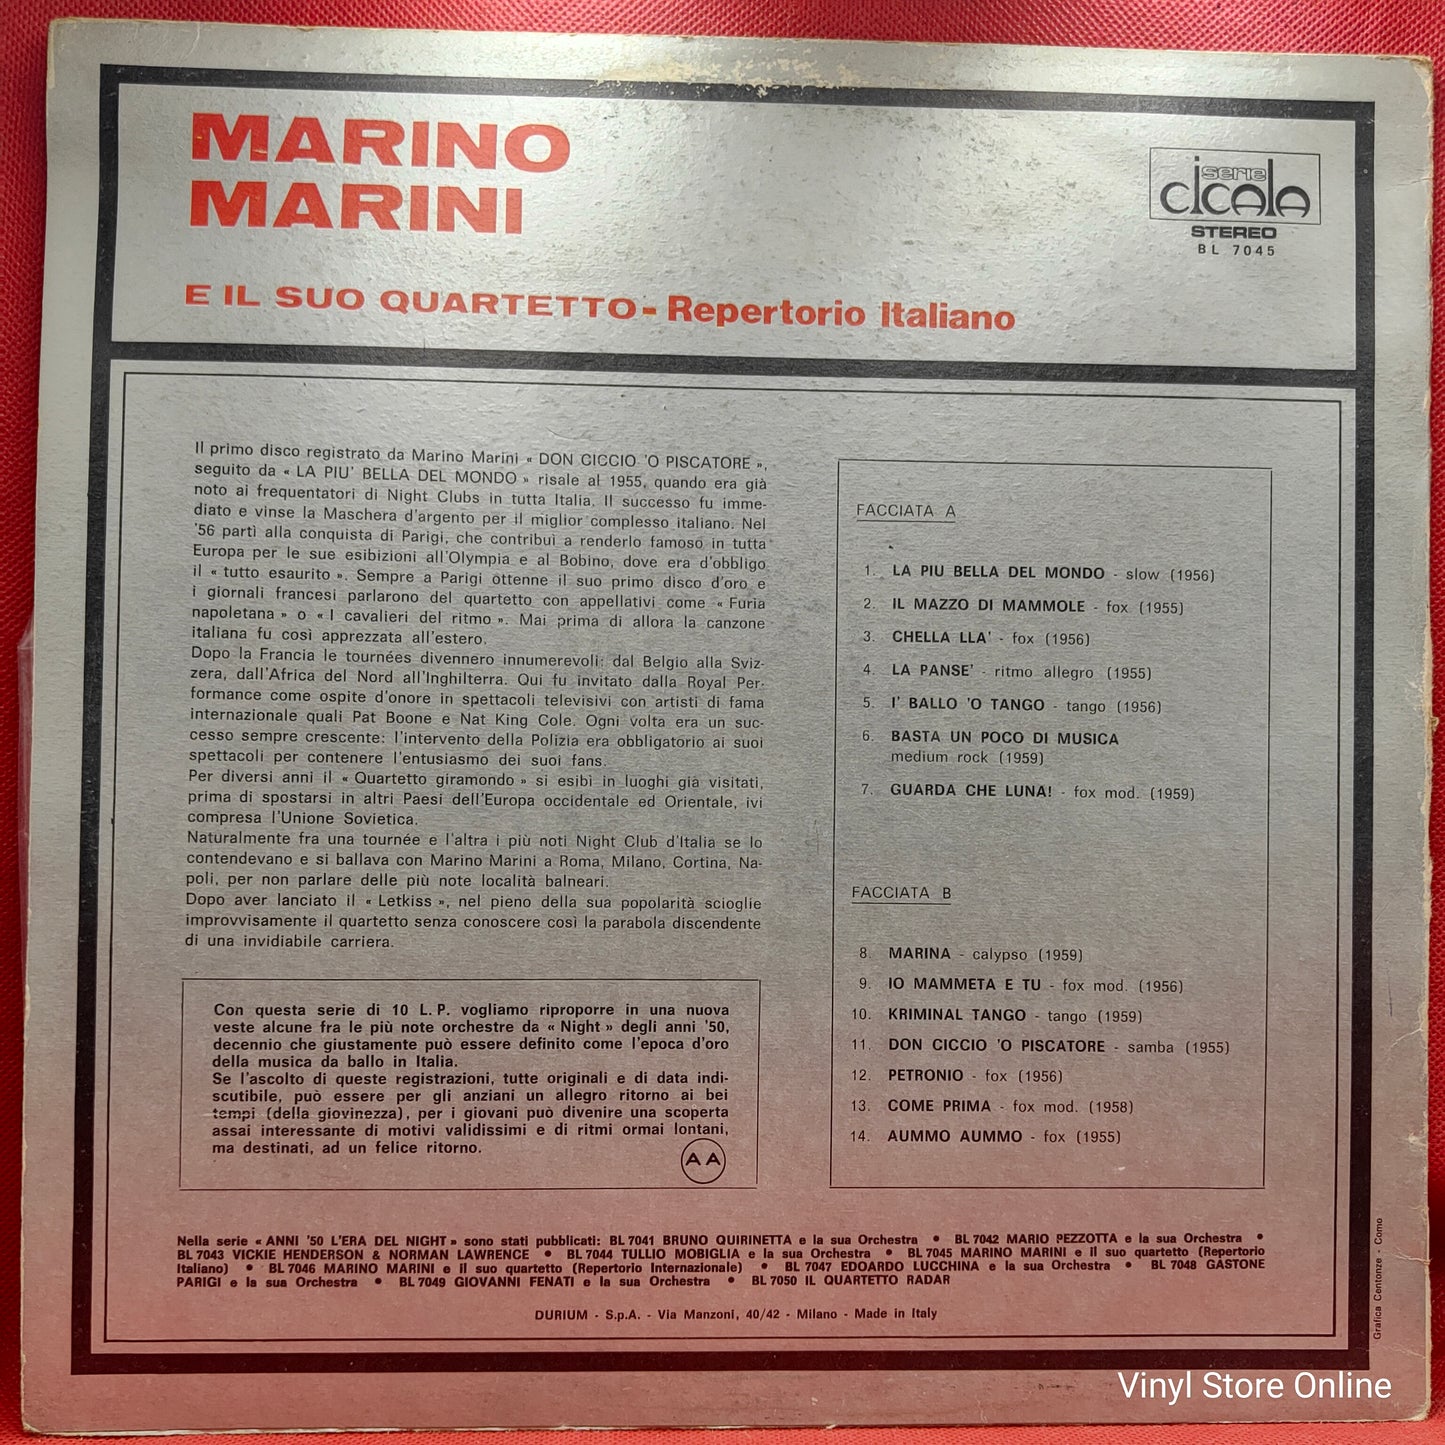 MARINO
MARINI
E IL SUO QUARTETTO - Repertorio Italiano
serie
cicala
STEREO
BL 7045
Il primo disco registrato da Marino Marini « DON CICCIO 'O PISCATORE »,
seguito da « LA PIU' BELLA DEL MONDO » risale al 1955, quando era già
noto ai frequentatori di Night Clubs in tutta Italia. Il successo fu imme-
diato e vinse la Maschera d'argento per il miglior complesso italiano. Nel
'56 partì alla conquista di Parigi, che contribuì a renderlo famoso in tutta
Europa per le sue esibizioni all'Olympia e al Bobino, dove era d'obbligo
il « tutto esaurito ». Sempre a Parigi ottenne il suo primo disco d'oro e
i giornali francesi parlarono del quartetto con appellativi come « Furia
napoletana » o « I cavalieri del ritmo ». Mai prima di allora la canzone
italiana fu così apprezzata all'estero.
Dopo la Francia le tournées divennero innumerevoli: dal Belgio alla Sviz-
zera, dall'Africa del Nord all'Inghilterra. Qui fu invitato dalla Royal Per-
formance come ospite d'onore in spettacoli televisivi con artisti di fama
internazionale quali Pat Boone e Nat King Cole. Ogni volta era un suc-
cesso sempre crescente: l'intervento della Polizia era obbligatorio ai suoi
spettacoli per contenere l'entusiasmo dei suoi fans.
Per diversi anni il « Quartetto giramondo » si esibì in luoghi già visitati,
prima di spostarsi in altri Paesi dell'Europa occidentale ed Orientale, ivi
compresa l'Unione Sovietica.
Naturalmente fra una tournée e l'altra i più noti Night Club d'Italia se lo
contendevano e si ballava con Marino Marini a Roma, Milano, Cortina, Na-
poli, per non parlare delle più note località balneari.
Dopo aver lanciato il « Letkiss », nel pieno della sua popolarità scioglie
improvvisamente il quartetto senza conoscere così la parabola discendente
di una invidiabile carriera.
Con questa serie di 10 L.P. vogliamo riproporre in una nuova
veste alcune fra le più note orchestre da « Night » degli anni '50,
decennio che giustamente può essere definito come l'epoca d'oro
della musica da ballo in Italia.
Se l'ascolto di queste registrazioni, tutte originali e di data indi-
scutibile, può essere per gli anziani un allegro ritorno ai bei
tempi (della giovinezza), per i giovani può divenire una scoperta
assai interessante di motivi validissimi e di ritmi ormai lontani,
ma destinati, ad un felice ritorno.
AA
FACCIATA A
1. LA PIU BELLA DEL MONDO - slow (1956)
2. IL MAZZO DI MAMMOLE - fox (1955)
3. CHELLA LLA' - fox (1956)
4. LA PANSE' - ritmo allegro (1955)
5. I' BALLO 'O TANGO - tango (1956)
6. BASTA UN POCO DI MUSICA
medium rock (1959)
7. GUARDA CHE LUNA! - fox mod. (1959)
FACCIATA B
8. MARINA - calypso (1959)
9. IO MAMMETA E TU - fox mod. (1956)
10. KRIMINAL TANGO - tango (1959)
11. DON CICCIO 'O PISCATORE - samba (1955)
12. PETRONIO - fox (1956)
13. COME PRIMA - fox mod. (1958)
14. AUMMO AUMMO - fox (1955)
Nella serie « ANNI '50 L'ERA DEL NIGHT » sono stati pubblicati: BL 7041 BRUNO QUIRINETTA e la sua Orchestra • BL 7042 MARIO PEZZOTTA e la sua Orchestra •
BL 7043 VICKIE HENDERSON & NORMAN LAWRENCE • BL 7044 TULLIO MOBIGLIA e la sua Orchestra • BL 7045 MARINO MARINI e il suo quartetto (Repertorio
Italiano) • BL 7046 MARINO MARINI e il suo quartetto (Repertorio Internazionale) • BL 7047 EDOARDO LUCCHINA e la sua Orchestra • BL 7048 GASTONE
PARIGI e la sua Orchestra • BL 7049 GIOVANNI FENATI e la sua Orchestra • BL 7050 IL QUARTETTO RADAR
DURIUM - S.p.A. - Via Manzoni, 40/42 - Milano - Made in Italy
Grafica Centonze - Como
Vinyl Store Online